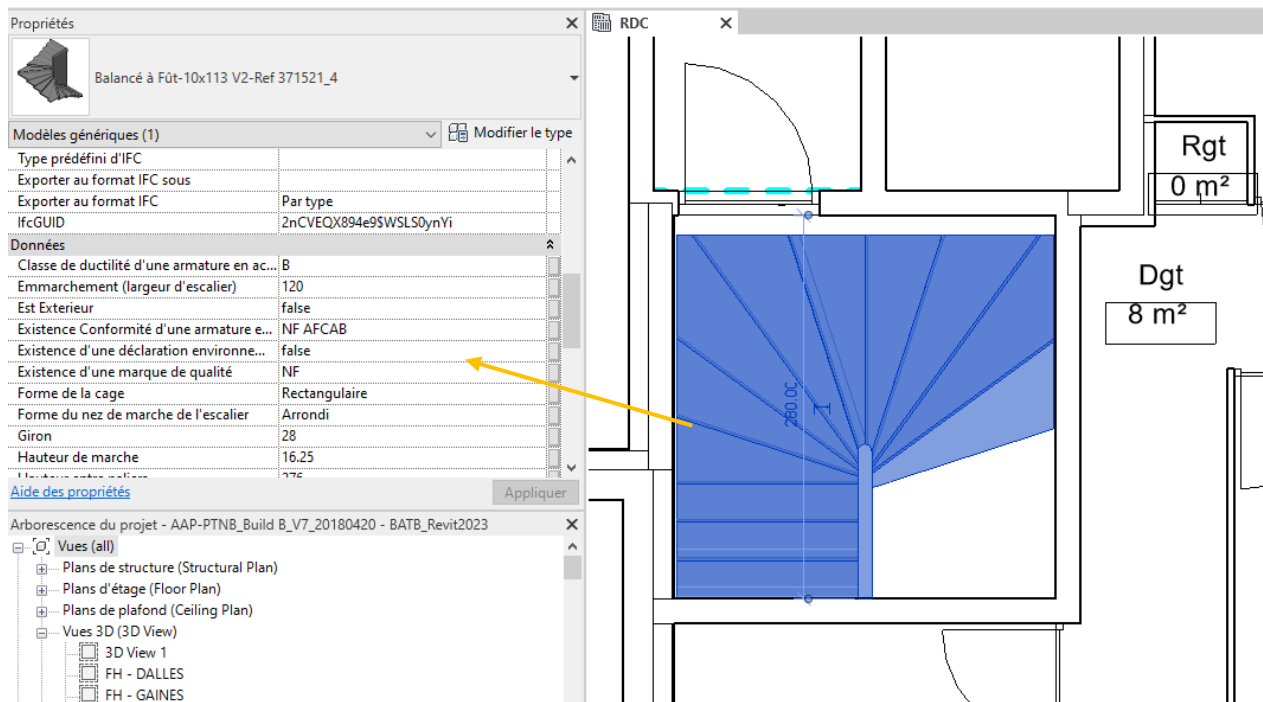 Propriétés
Balancé à Fût-10x113 V2-Ref 371521_4
Modèles génériques (1)
Modifier le type
Type prédéfini d'IFC
Exporter au format IFC sous
Exporter au format IFC Par type
IfcGUID 2nCVEQX894e9$WSLS0ynYi
Données
Classe de ductilité d'une armature en ac... B
Emmarchement (largeur d'escalier) 120
Est Exterieur false
Existence Conformité d'une armature e... NF AFCAB
Existence d'une déclaration environne... false
Existence d'une marque de qualité NF
Forme de la cage Rectangulaire
Forme du nez de marche de l'escalier Arrondi
Giron 28
Hauteur de marche 16.25
Aide des propriétés
Appliquer
Arborescence du projet - AAP-PTNB_Build B_V7_20180420 - BATB_Revit2023
Vues (all)
Plans de structure (Structural Plan)
Plans d'étage (Floor Plan)
Plans de plafond (Ceiling Plan)
Vues 3D (3D View)
3D View 1
FH - DALLES
FH - GAINES
RDC
Rgt
0 m²
Dgt
8 m²
280.00